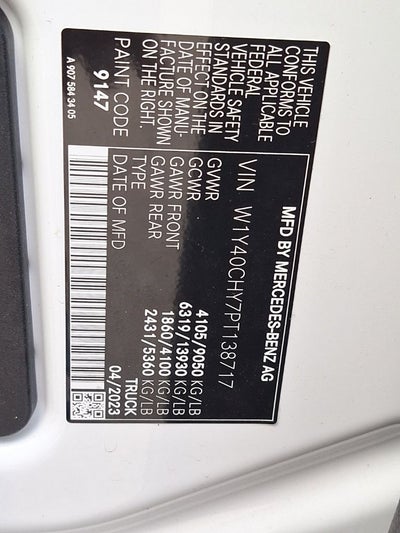 MFD BY MERCEDES-BENZ AG
VIN W1Y40CHY7PT138717
GVWR 4105/9050 KG/LB
GCWR 6319/13930 KG/LB
GAWR FRONT 1860/4100 KG/LB
GAWR REAR 2431/5360 KG/LB
TYPE TRUCK
DATE OF MFD 04/2023
THIS VEHICLE
CONFORMS TO
ALL APPLICABLE
FEDERAL
VEHICLE SAFETY
STANDARDS IN
EFFECT ON THE
DATE OF MANU-
FACTURE SHOWN
ON THE RIGHT.
PAINT CODE
9147
A 907 584 34 05